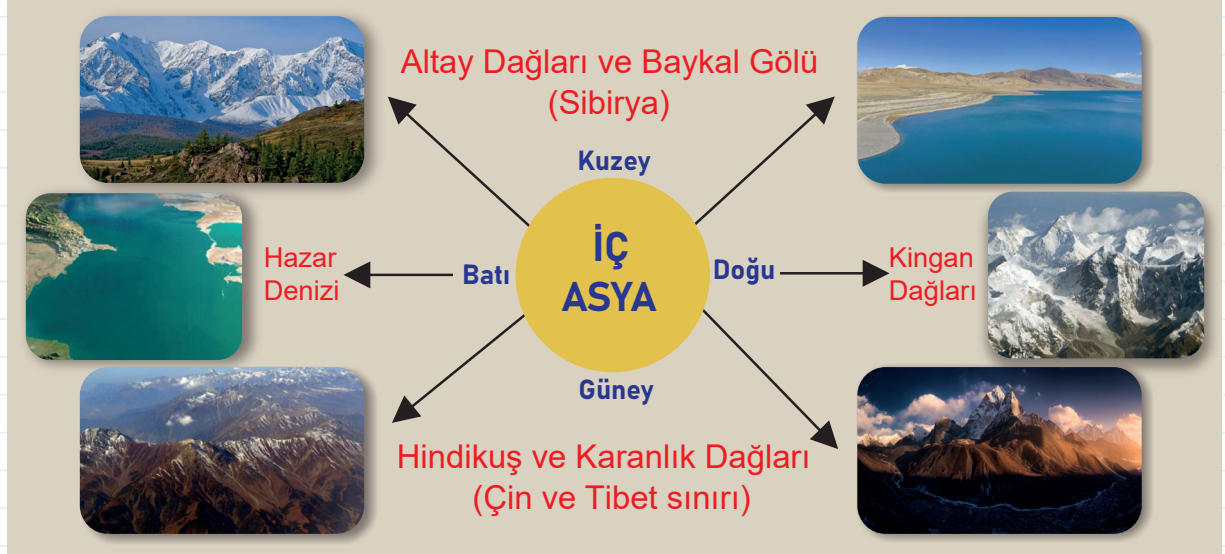 Altay Dağları ve Baykal Gölü
(Sibirya)
Kuzey
Hazar
Denizi
Batı
İÇ
ASYA
Doğu
Kingan
Dağları
Güney
Hindikuş ve Karanlık Dağları
(Çin ve Tibet sınırı)